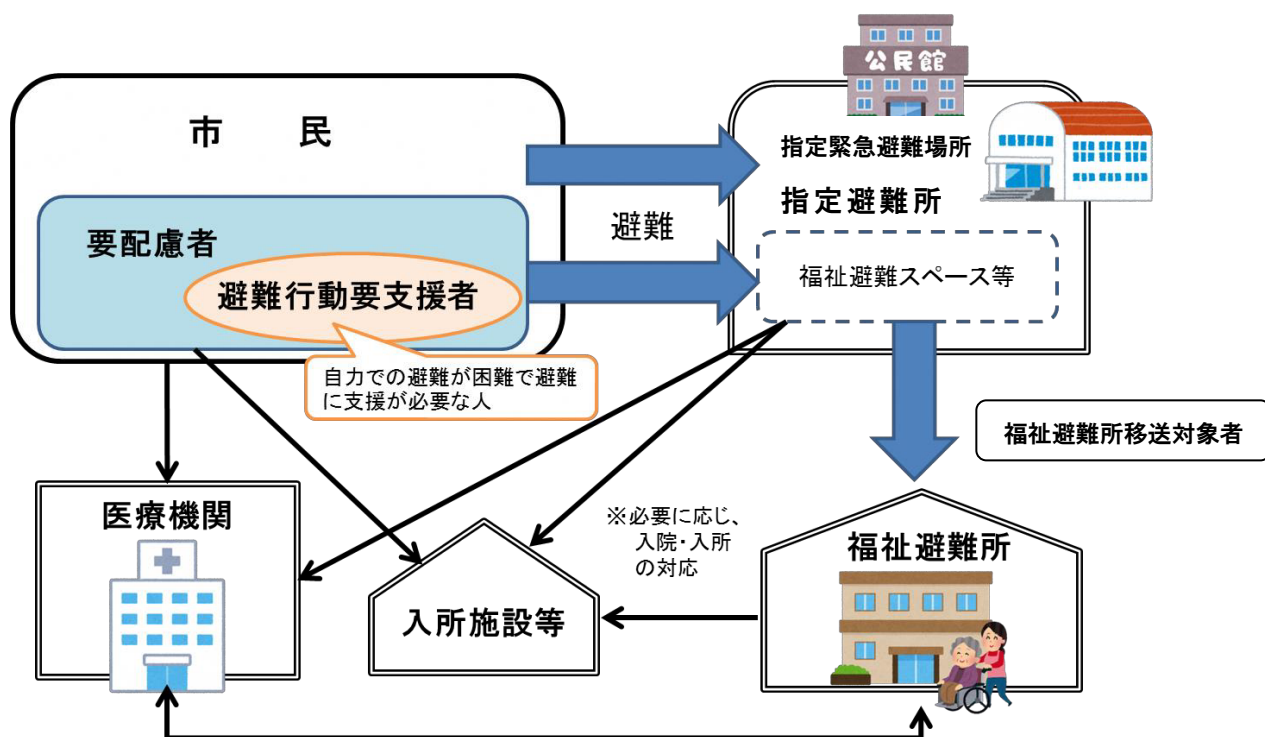 公民館
市　　民
指定緊急避難場所
指定避難所
避難
要配慮者
避難行動要支援者
福祉避難スペース等
自力での避難が困難で避難
に支援が必要な人
福祉避難所移送対象者
医療機関
※必要に応じ、
入院・入所
の対応
福祉避難所
入所施設等